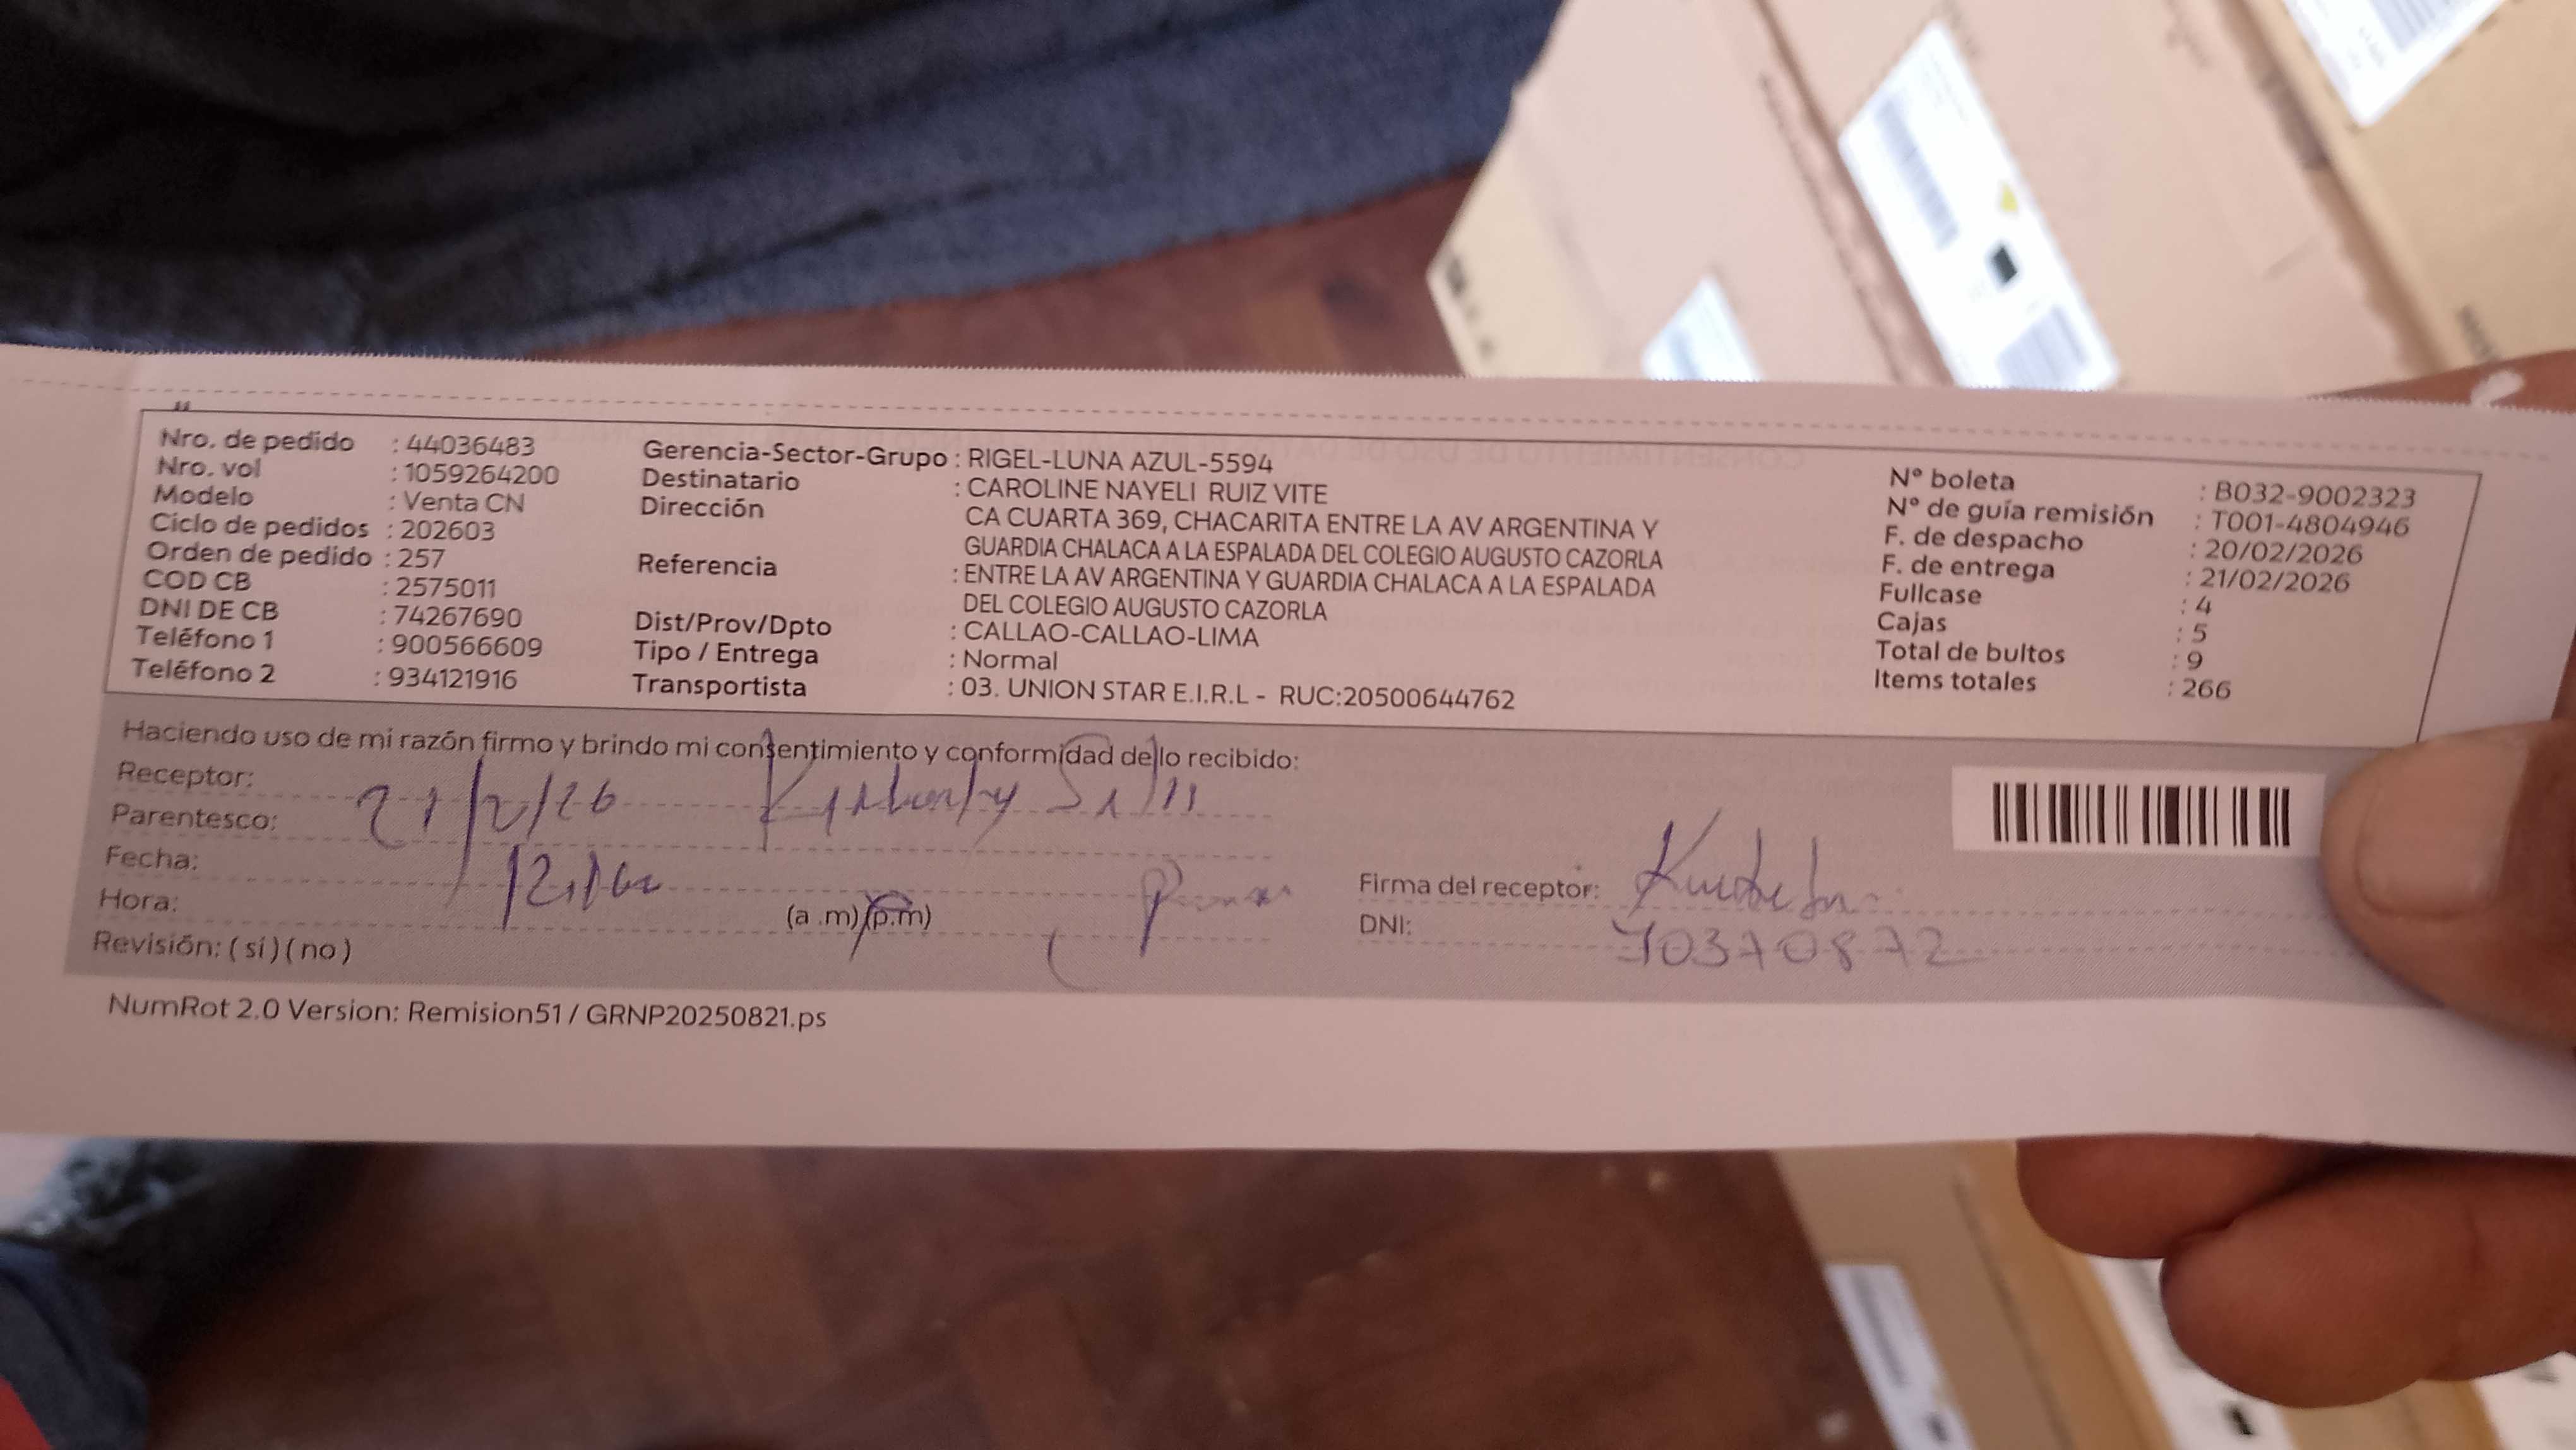 Nro. de pedido : 44036483
Nro. vol : 1059264200
Modelo : Venta CN
Ciclo de pedidos : 202603
Orden de pedido : 257
COD CB : 2575011
DNI DE CB : 74267690
Teléfono 1 : 900566609
Teléfono 2 : 934121916
Gerencia-Sector-Grupo : RIGEL-LUNA AZUL-5594
Destinatario : CAROLINE NAYELI RUIZ VITE
Dirección CA CUARTA 369, CHACARITA ENTRE LA AV ARGENTINA Y
GUARDIA CHALACA A LA ESPALADA DEL COLEGIO AUGUSTO CAZORLA
Referencia : ENTRE LA AV ARGENTINA Y GUARDIA CHALACA A LA ESPALADA
DEL COLEGIO AUGUSTO CAZORLA
Dist/Prov/Dpto : CALLAO-CALLAO-LIMA
Tipo / Entrega : Normal
Transportista : 03. UNION STAR E.I.R.L - RUC:20500644762
N° boleta : B032-9002323
N° de guía remisión : T001-4804946
F. de despacho : 20/02/2026
F. de entrega : 21/02/2026
Fullcase : 4
Cajas : 5
Total de bultos : 9
Items totales : 266
Haciendo uso de mi razón firmo y brindo mi consentimiento y conformidad de lo recibido:
Receptor:
21/2/26
Parentesco:
Fecha:
Hora: (a .m) (p.m)
Revisión: ( sí ) ( no )
Firma del receptor:
DNI: 70370872
NumRot 2.0 Version: Remision51 / GRNP20250821.ps